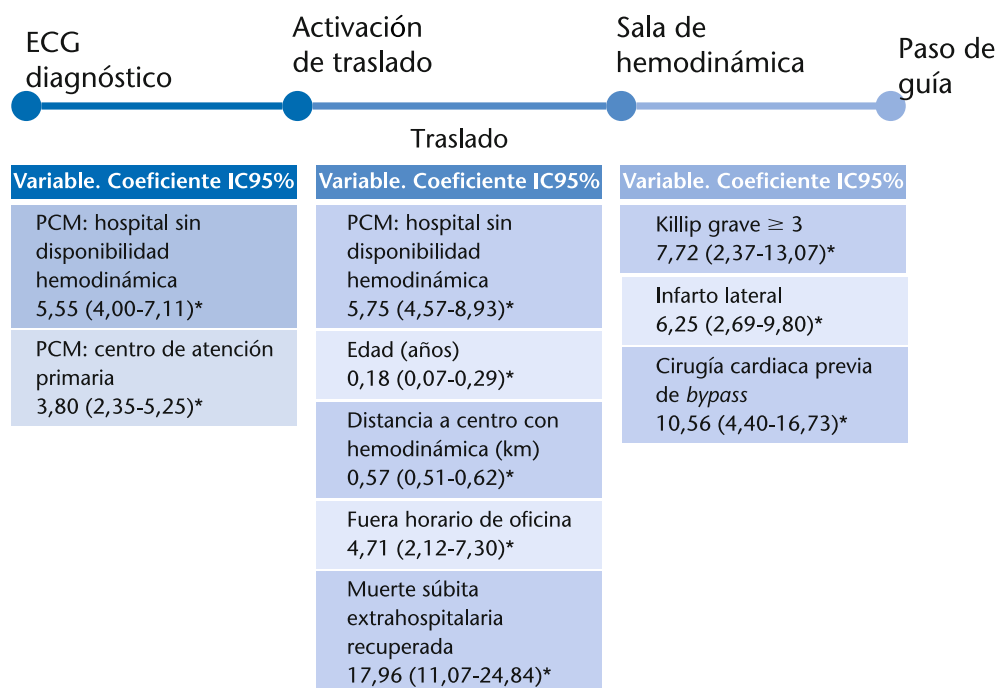 ECG
diagnóstico
Activación
de traslado
Sala de
hemodinámica
Paso de
guía
Traslado
Variable. Coeficiente IC95%
PCM: hospital sin
disponibilidad
hemodinámica
5,55 (4,00-7,11)*
PCM: centro de atención
primaria
3,80 (2,35-5,25)*
Variable. Coeficiente IC95%
PCM: hospital sin
disponibilidad
hemodinámica
5,75 (4,57-8,93)*
Edad (años)
0,18 (0,07-0,29)*
Distancia a centro con
hemodinámica (km)
0,57 (0,51-0,62)*
Fuera horario de oficina
4,71 (2,12-7,30)*
Muerte súbita
extrahospitalaria
recuperada
17,96 (11,07-24,84)*
Variable. Coeficiente IC95%
Killip grave ≥ 3
7,72 (2,37-13,07)*
Infarto lateral
6,25 (2,69-9,80)*
Cirugía cardiaca previa
de bypass
10,56 (4,40-16,73)*